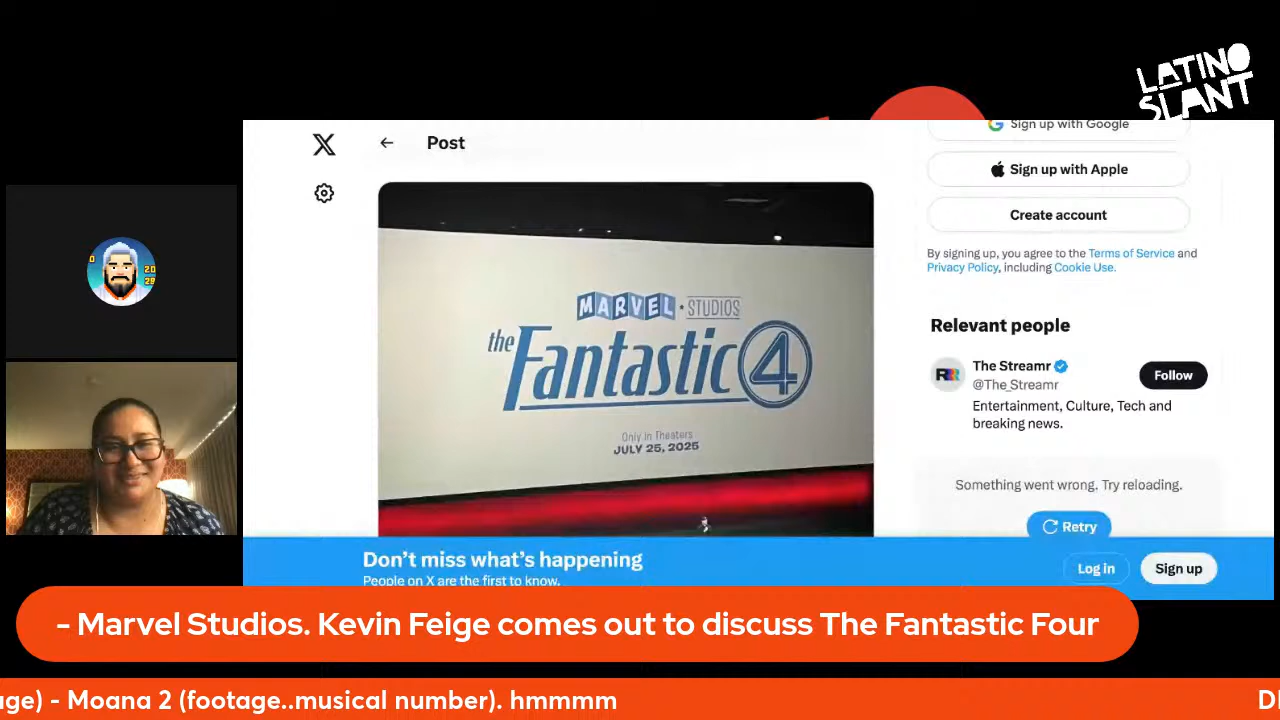 LATINO
SLANT
Post
Sign up with Google
Sign up with Apple
Create account
By signing up, you agree to the Terms of Service and
Privacy Policy, including Cookie Use.
MARVEL STUDIOS
the Fantastic 4
Only In Theaters
JULY 25, 2025
Relevant people
The Streamr
@The_Streamr
Follow
Entertainment, Culture, Tech and
breaking news.
Something went wrong. Try reloading.
Retry
0
20
28
Don't miss what's happening
People on X are the first to know.
Log in
Sign up
- Marvel Studios. Kevin Feige comes out to discuss The Fantastic Four
age) - Moana 2 (footage..musical number). hmmmm